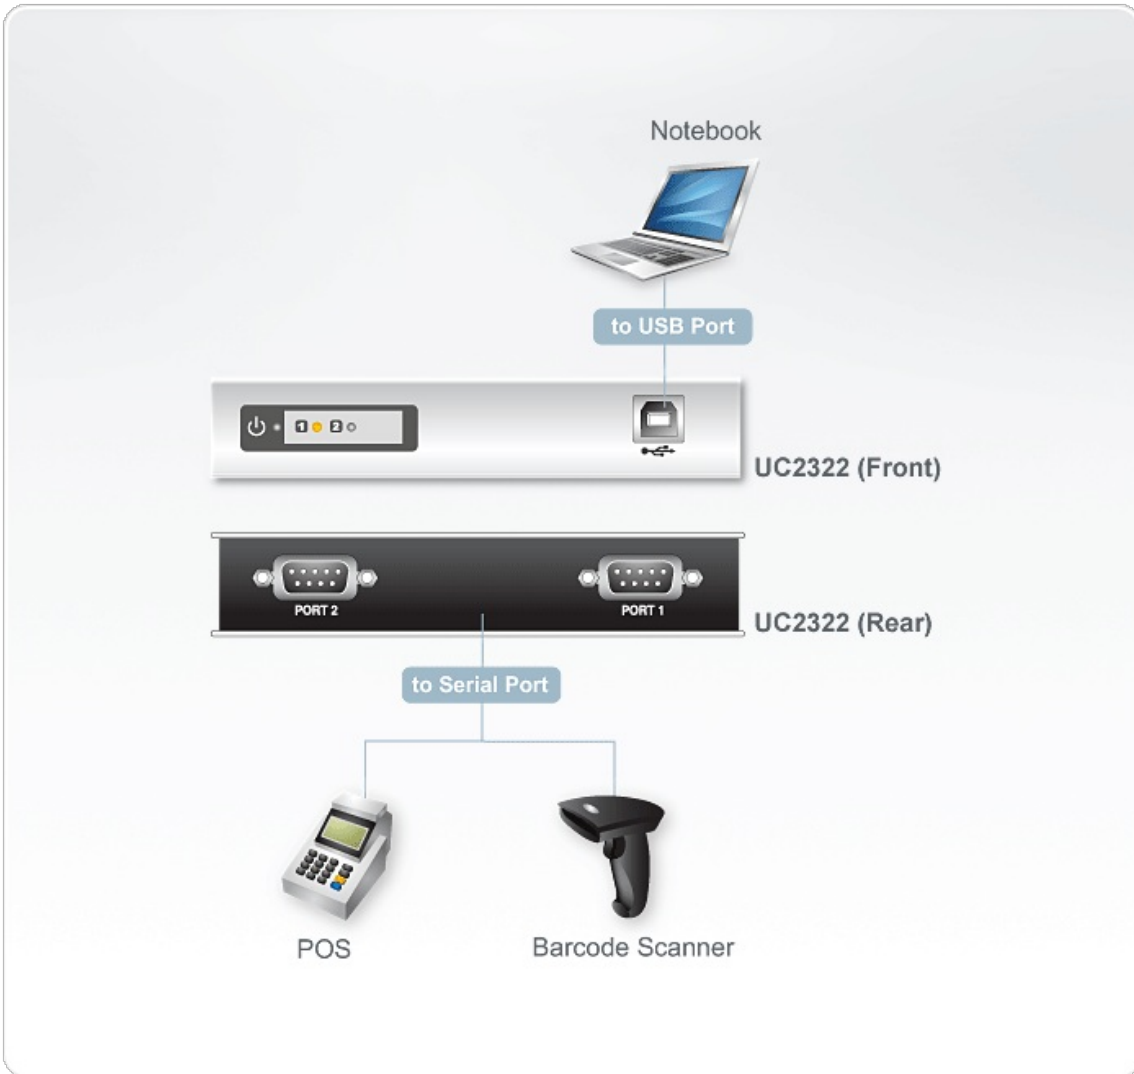 Notebook
to USB Port
1 2
UC2322 (Front)
PORT 2
PORT 1
UC2322 (Rear)
to Serial Port
POS
Barcode Scanner